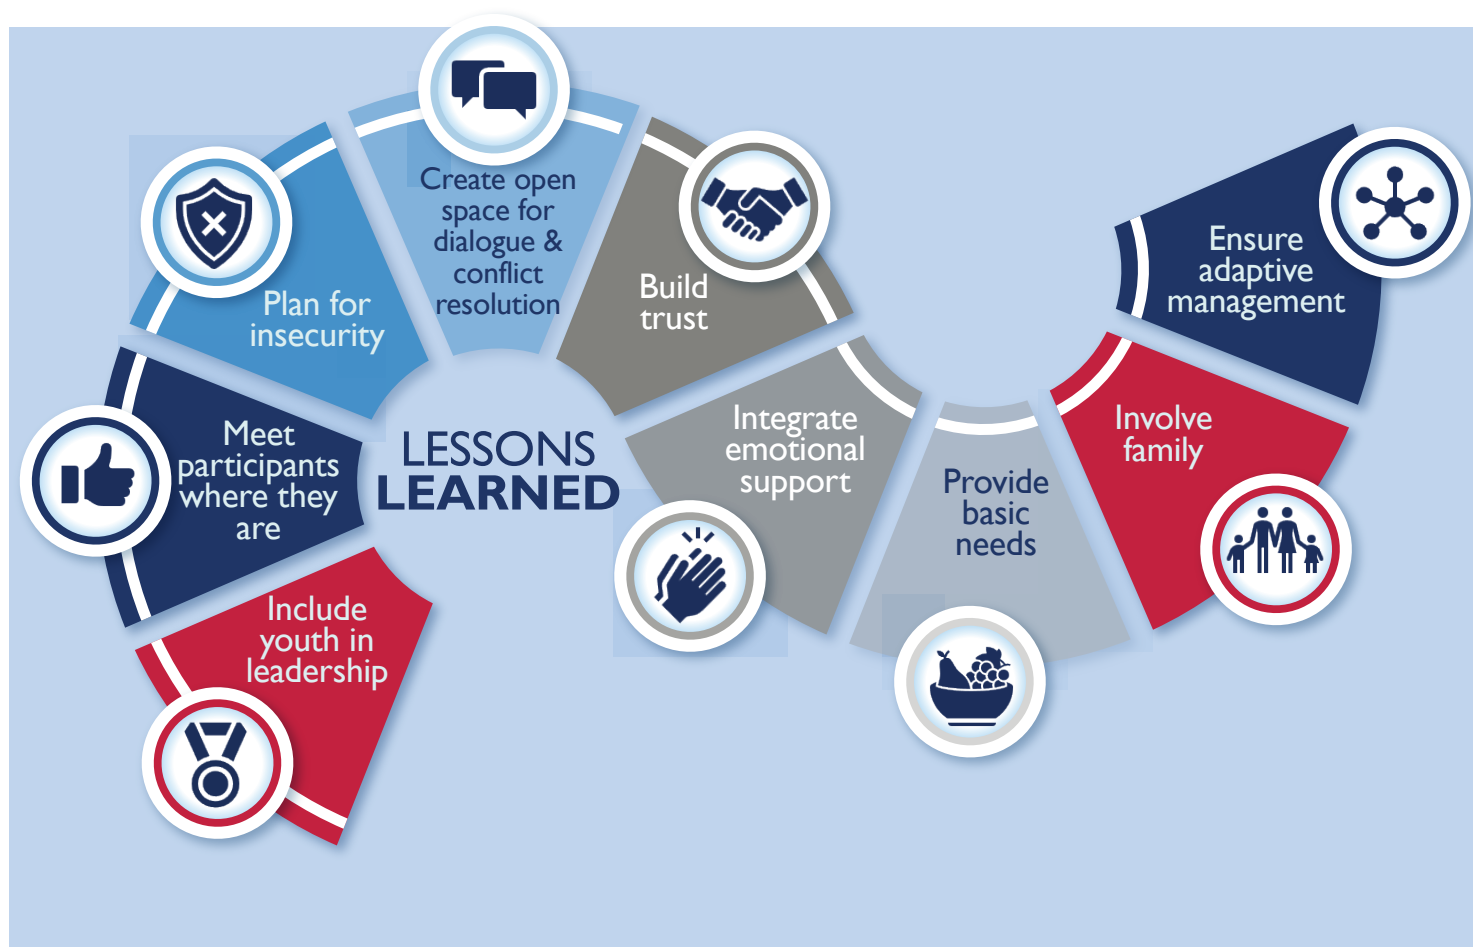 LESSONS
LEARNED
Include
youth in
leadership
Meet
participants
where they
are
Plan for
insecurity
Create open
space for
dialogue &
conflict
resolution
Build
trust
Integrate
emotional
support
Provide
basic
needs
Involve
family
Ensure
adaptive
management